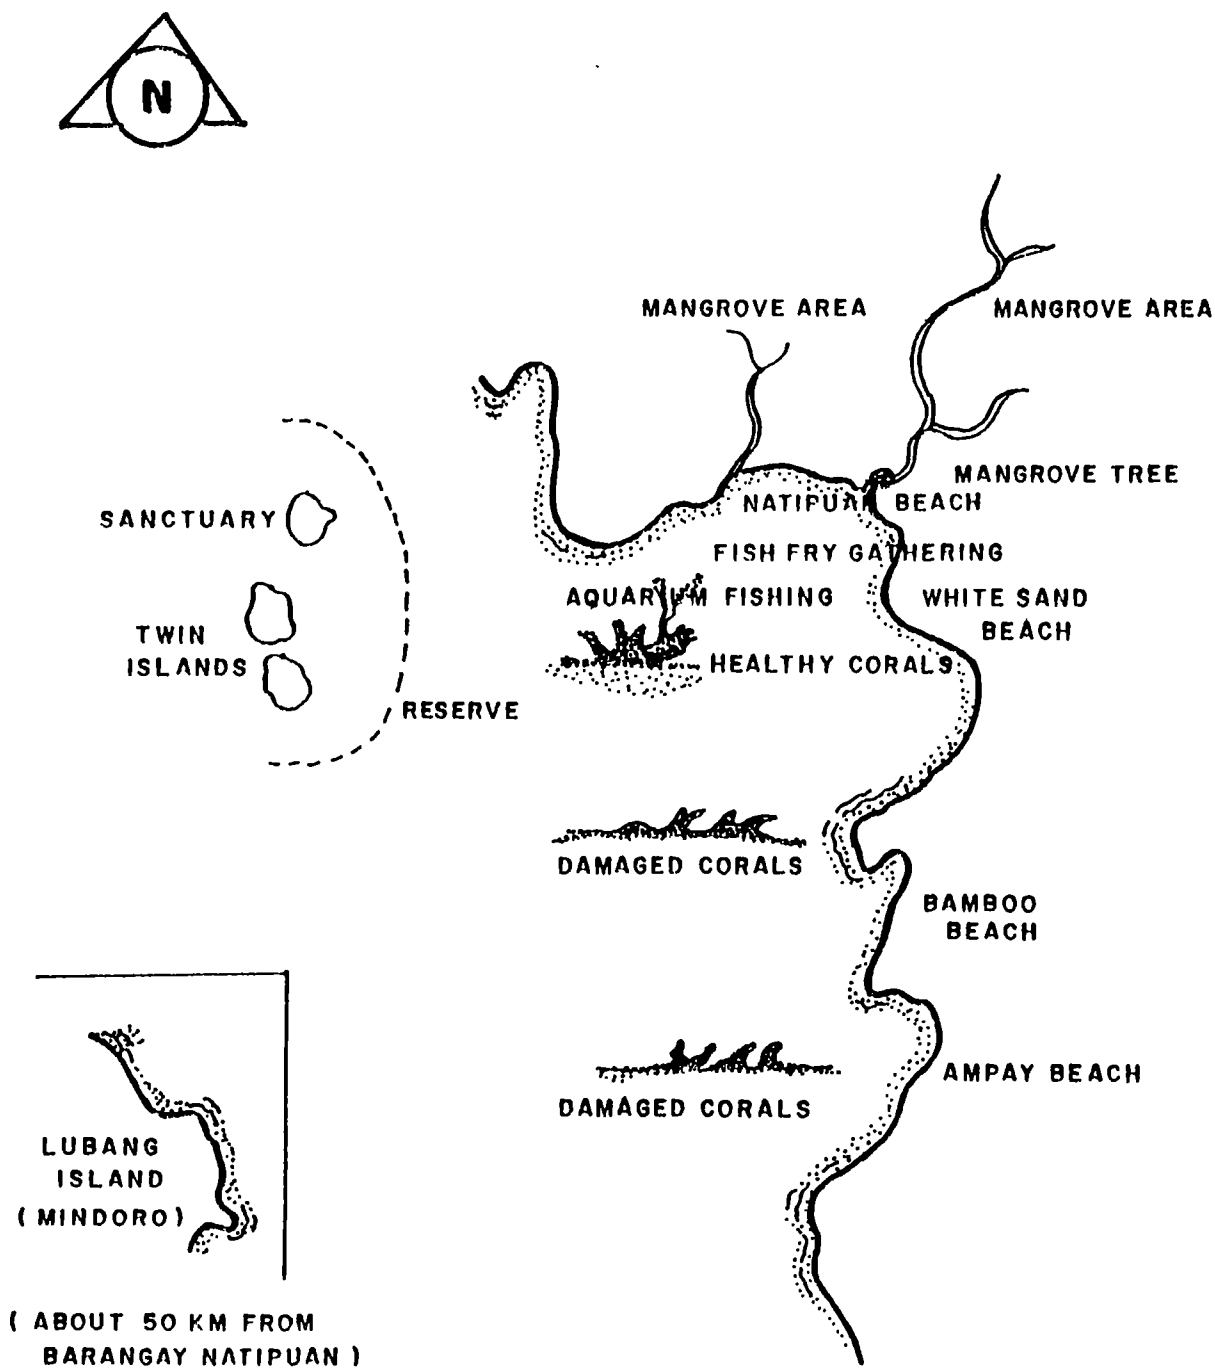 N
MANGROVE AREA
MANGROVE AREA
MANGROVE TREE
NATIPUAN BEACH
SANCTUARY
FISH FRY GATHERING
AQUARIUM FISHING
WHITE SAND
BEACH
TWIN
ISLANDS
HEALTHY CORALS
RESERVE
DAMAGED CORALS
BAMBOO
BEACH
AMPAY BEACH
DAMAGED CORALS
LUBANG
ISLAND
(MINDORO)
( ABOUT 50 KM FROM
BARANGAY NATIPUAN )